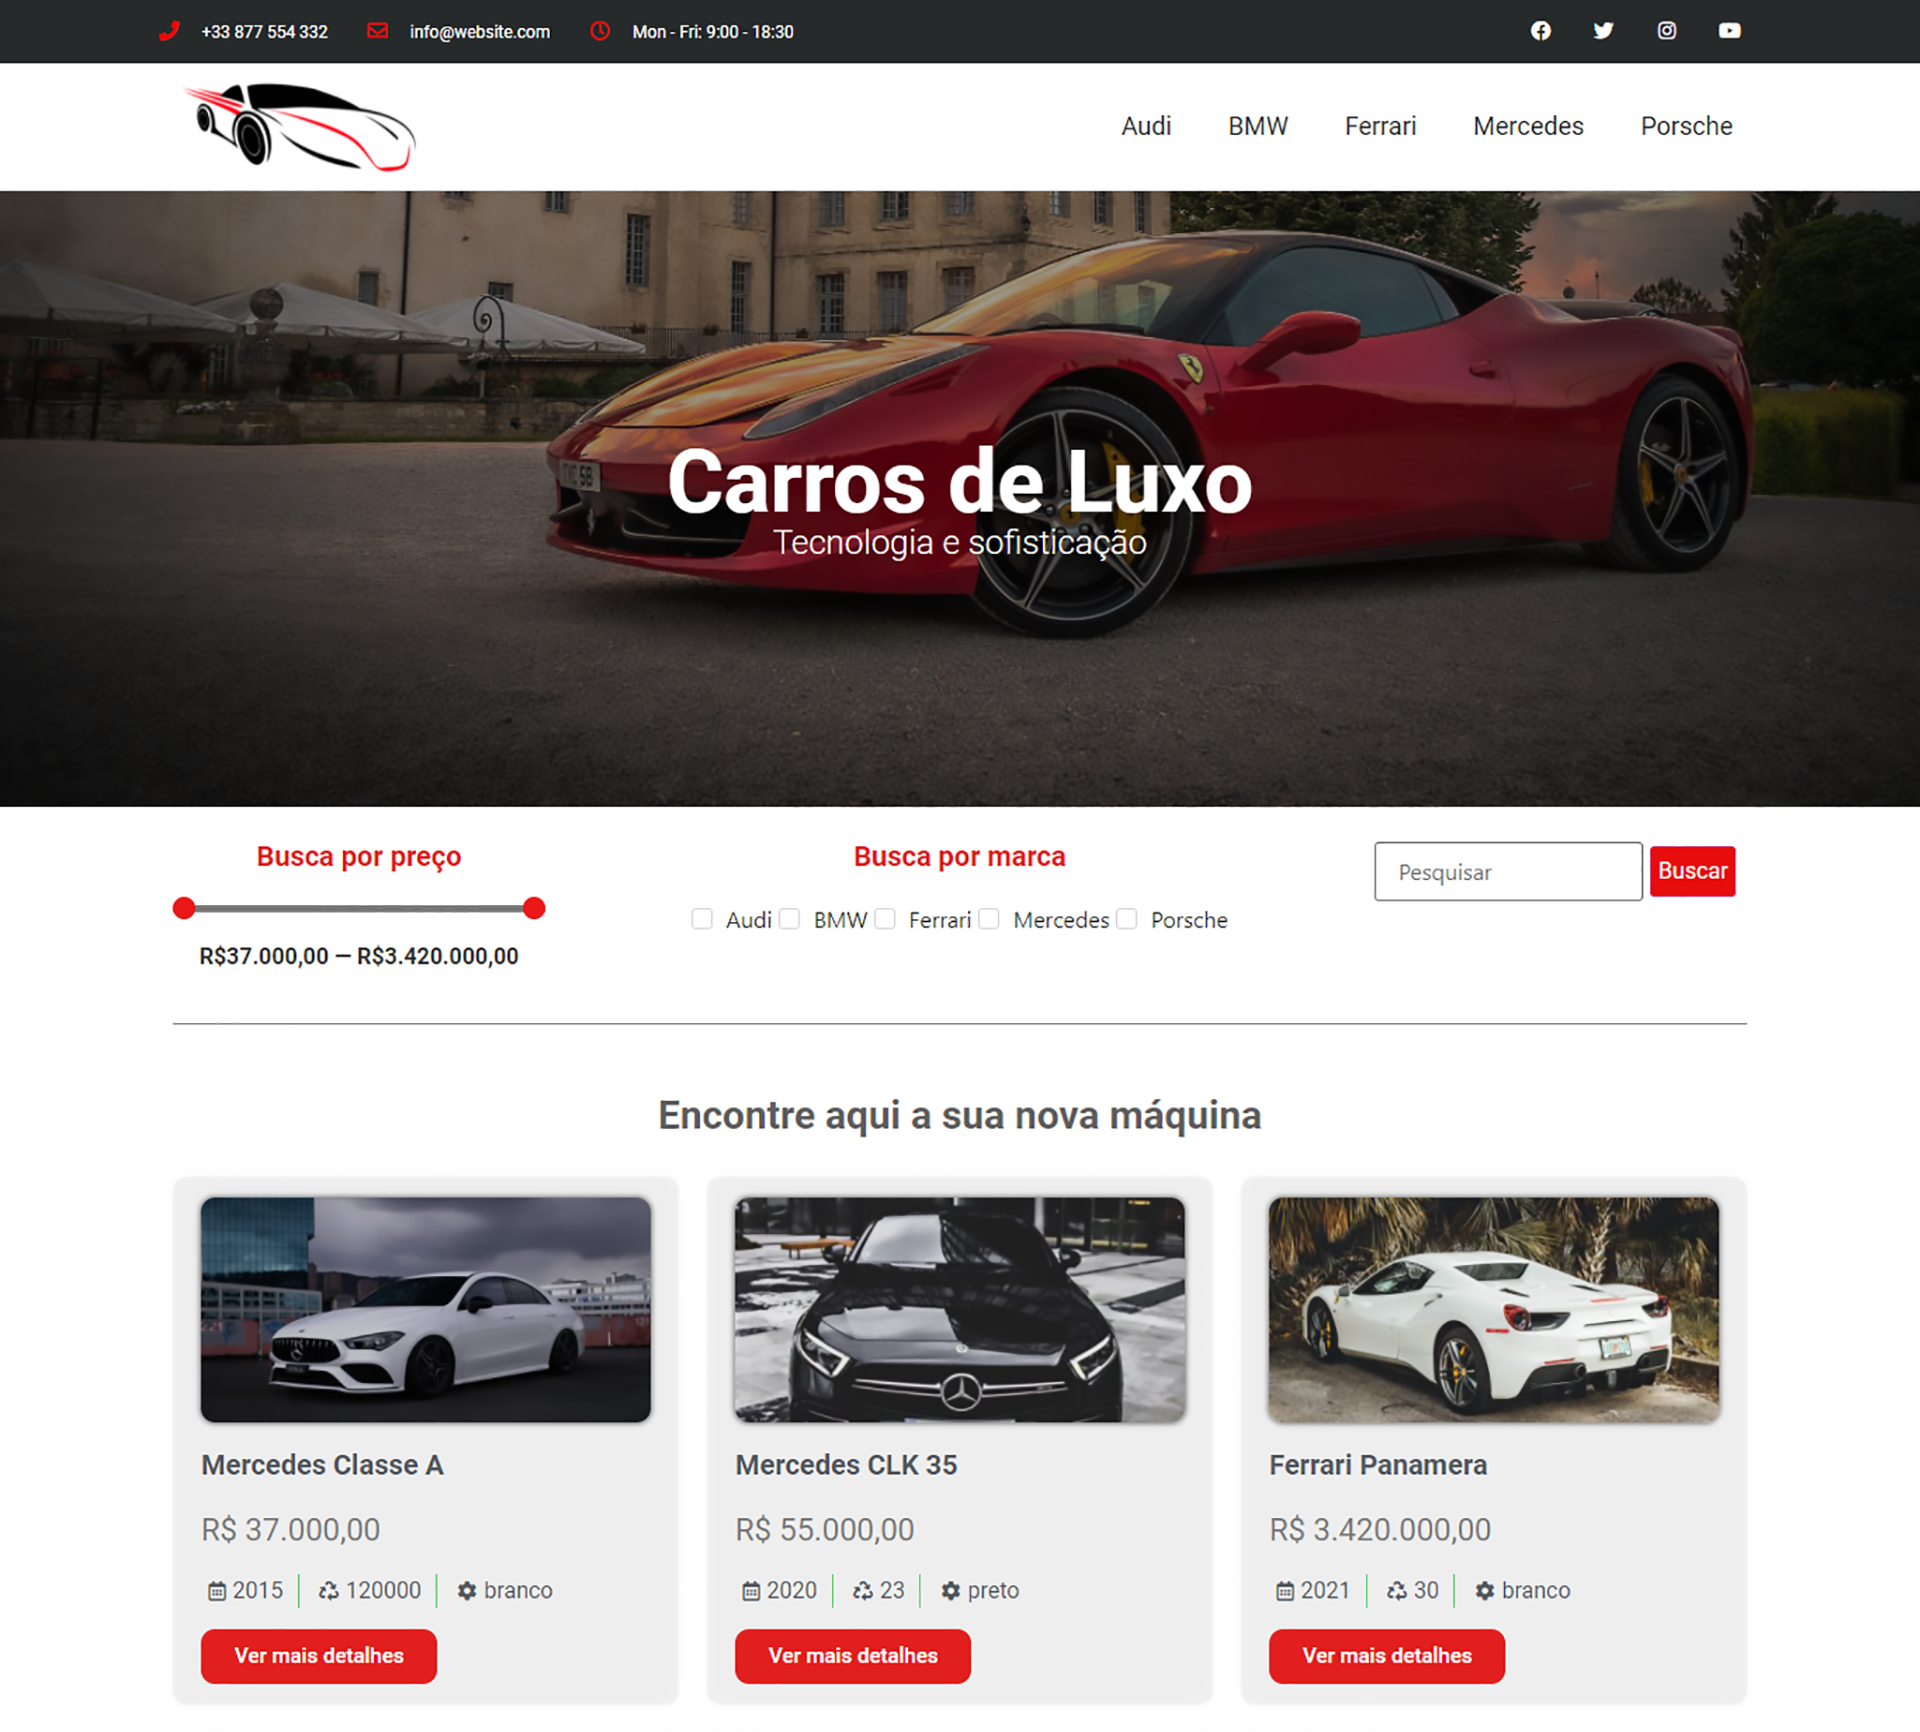 +33 877 554 332 info@website.com Mon - Fri: 9:00 - 18:30
Audi BMW Ferrari Mercedes Porsche
Carros de Luxo
Tecnologia e sofisticação
Busca por preço
R$37.000,00 — R$3.420.000,00
Busca por marca
Audi BMW Ferrari Mercedes Porsche
Pesquisar Buscar
Encontre aqui a sua nova máquina
Mercedes Classe A
R$ 37.000,00
2015 120000 branco
Ver mais detalhes
Mercedes CLK 35
R$ 55.000,00
2020 23 preto
Ver mais detalhes
Ferrari Panamera
R$ 3.420.000,00
2021 30 branco
Ver mais detalhes